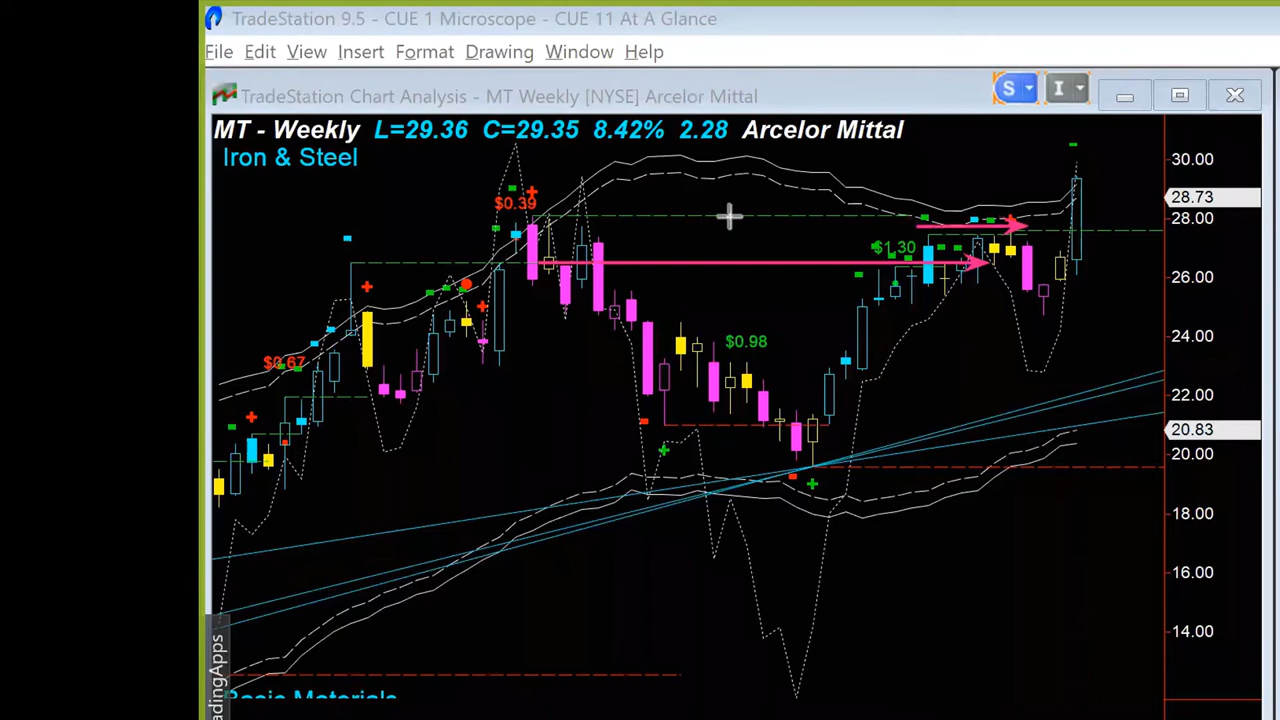 TradeStation 9.5 - CUE 1 Microscope - CUE 11 At A Glance
File Edit View Insert Format Drawing Window Help
TradeStation Chart Analysis - MT Weekly [NYSE] Arcelor Mittal
S I
MT - Weekly L=29.36 C=29.35 8.42% 2.28 Arcelor Mittal
Iron & Steel
30.00
28.73
$0.39
28.00
$1.30
26.00
24.00
$0.98
$0.67
22.00
20.83
20.00
18.00
16.00
14.00
adingApps
Basic Materials